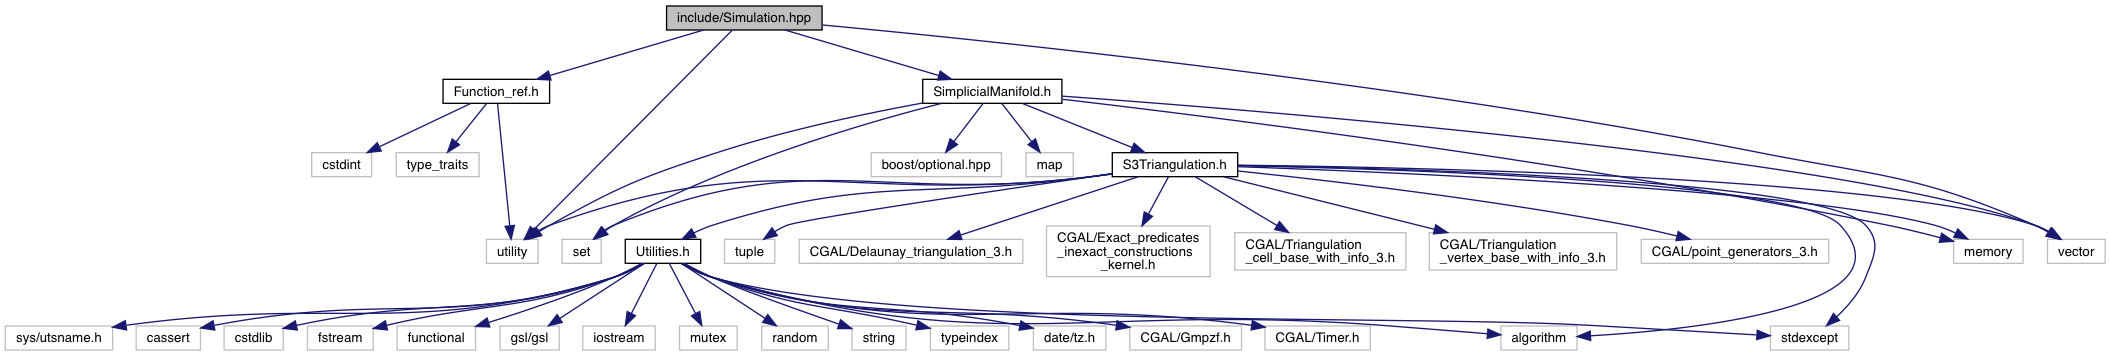 include/Simulation.hpp
Function_ref.h
SimplicialManifold.h
cstdint
type_traits
boost/optional.hpp
map
S3Triangulation.h
utility
set
Utilities.h
tuple
CGAL/Delaunay_triangulation_3.h
CGAL/Exact_predicates
_inexact_constructions
_kernel.h
CGAL/Triangulation
_cell_base_with_info_3.h
CGAL/Triangulation
_vertex_base_with_info_3.h
CGAL/point_generators_3.h
memory
vector
sys/utsname.h
cassert
cstdlib
fstream
functional
gsl/gsl
iostream
mutex
random
string
typeindex
date/tz.h
CGAL/Gmpzf.h
CGAL/Timer.h
algorithm
stdexcept